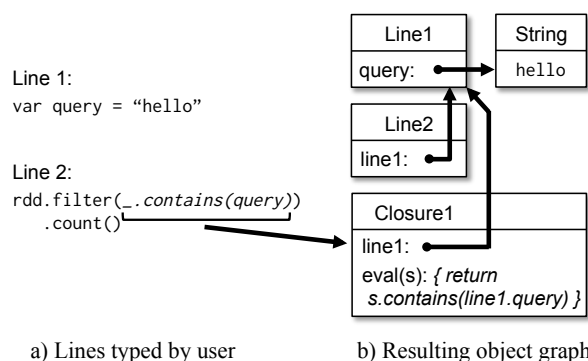 Line 1:
var query = “hello”
Line 2:
rdd.filter(_.contains(query))
.count()
a) Lines typed by user
Line1
query:
String
hello
Line2
line1:
Closure1
line1:
eval(s): { return
s.contains(line1.query) }
b) Resulting object graph